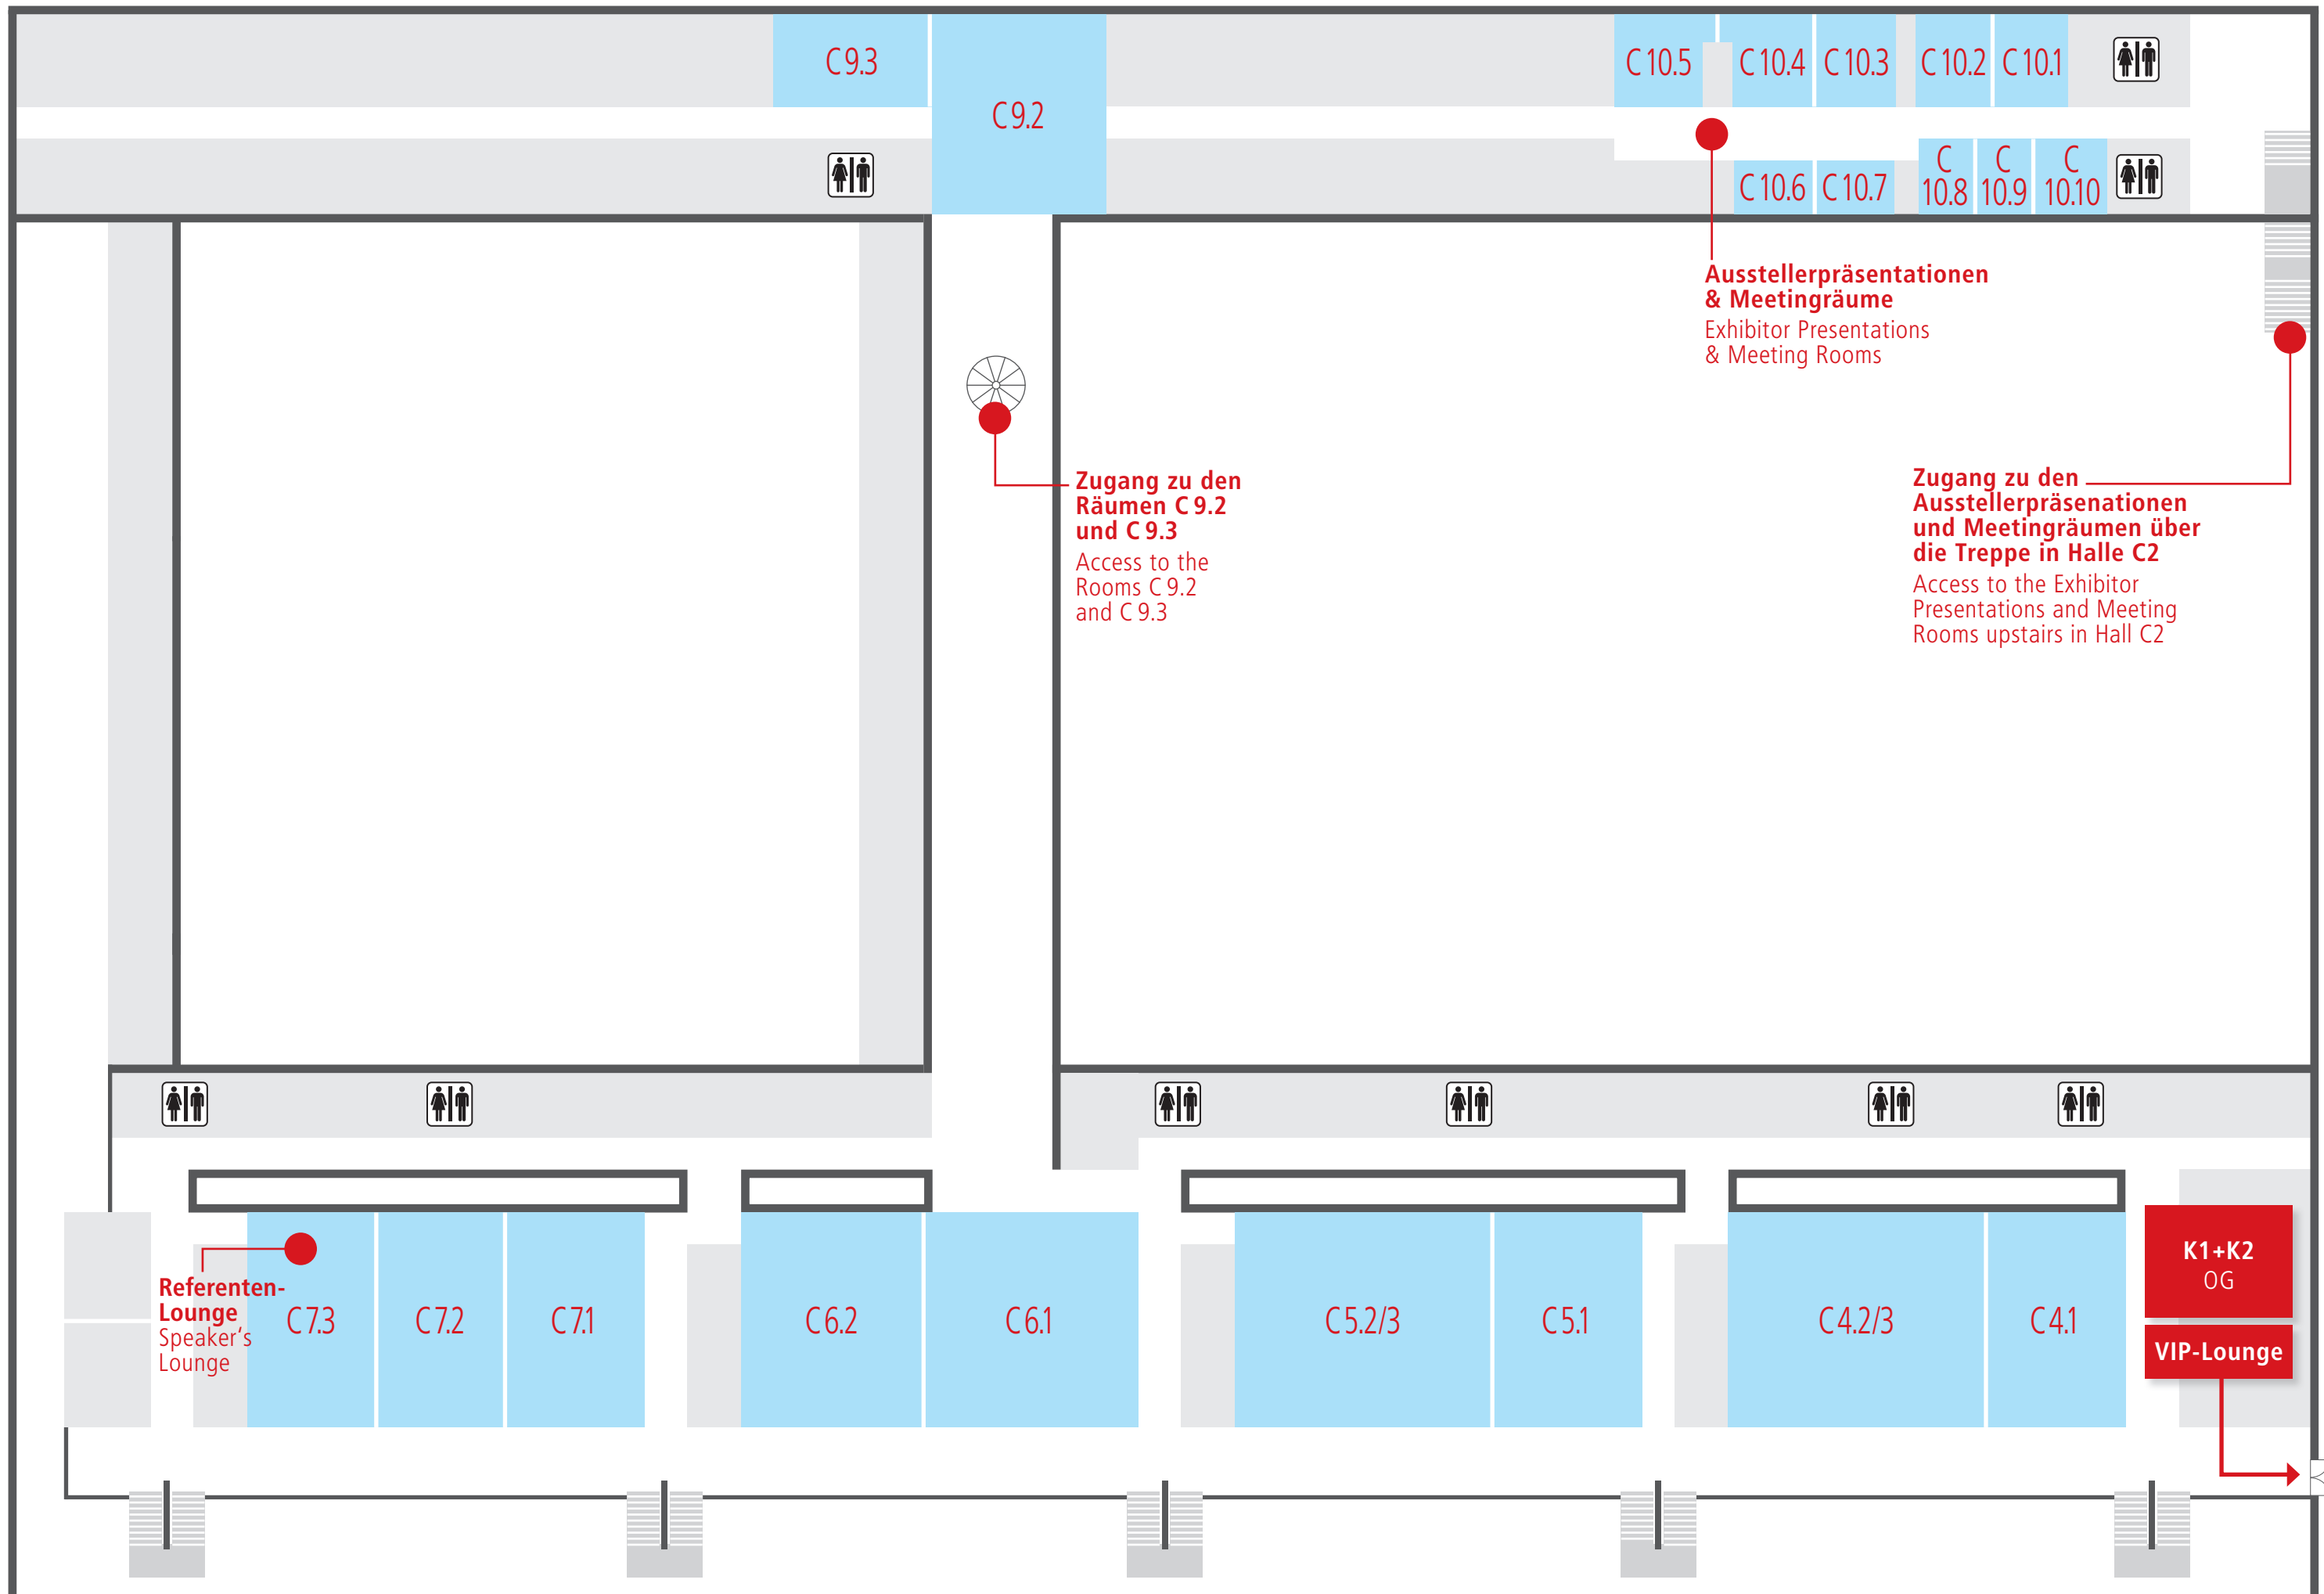 C 9.3
C 9.2
C 10.5
C 10.4
C 10.3
C 10.2
C 10.1
C 10.6
C 10.7
C
10.8
C
10.9
C
10.10
Ausstellerpräsentationen
& Meetingräume
Exhibitor Presentations
& Meeting Rooms
Zugang zu den
Räumen C 9.2
und C 9.3
Access to the
Rooms C 9.2
and C 9.3
Zugang zu den
Ausstellerpräsenationen
und Meetingräumen über
die Treppe in Halle C2
Access to the Exhibitor
Presentations and Meeting
Rooms upstairs in Hall C2
Referenten-
Lounge
Speaker‘s
Lounge
C 7.3
C 7.2
C 7.1
C 6.2
C 6.1
C 5.2/3
C 5.1
C 4.2/3
C 4.1
K1+K2
OG
VIP-Lounge